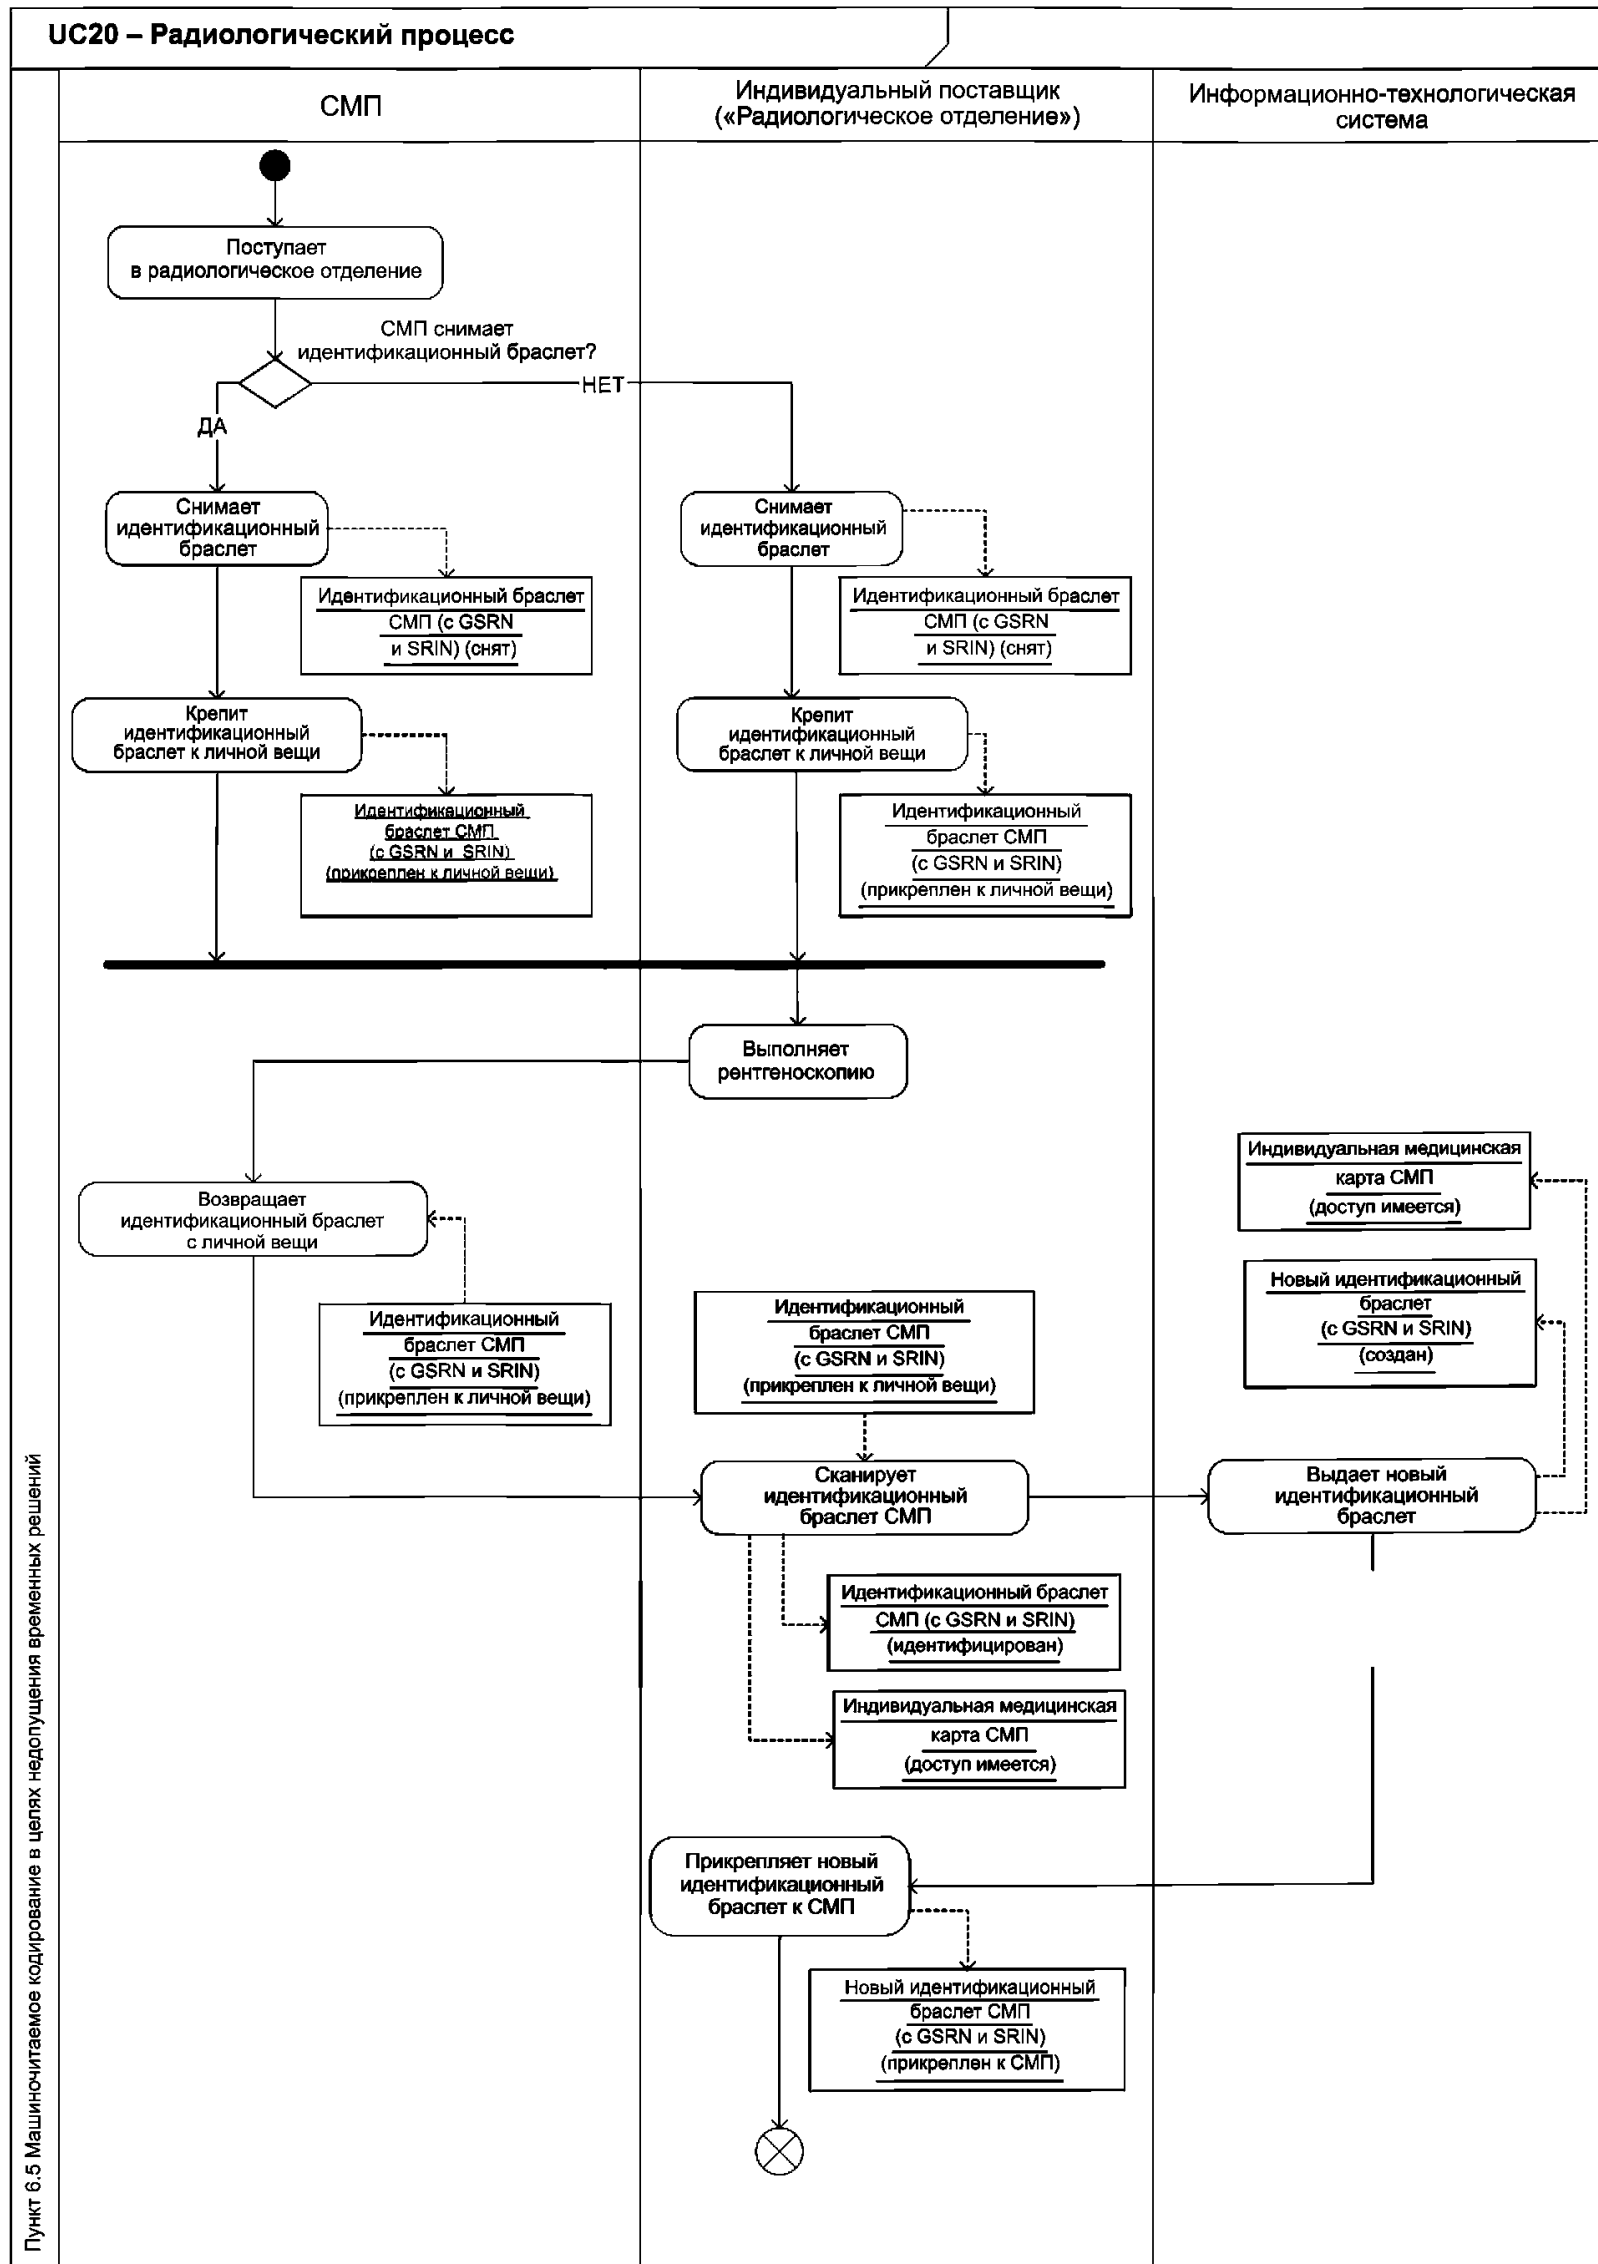 UC20 – Радиологический процесс
СМП
Индивидуальный поставщик
(«Радиологическое отделение»)
Информационно-технологическая
система
Поступает
в радиологическое отделение
СМП снимает
идентификационный браслет?
НЕТ
ДА
Снимает
идентификационный
браслет
Снимает
идентификационный
браслет
Идентификационный браслет
СМП (с GSRN
и SRIN) (снят)
Идентификационный браслет
СМП (с GSRN
и SRIN) (снят)
Крепит
идентификационный
браслет к личной вещи
Крепит
идентификационный
браслет к личной вещи
Идентификационный
браслет СМП
(с GSRN и SRIN)
(прикреплен к личной вещи)
Идентификационный
браслет СМП
(с GSRN и SRIN)
(прикреплен к личной вещи)
Выполняет
рентгеноскопию
Индивидуальная медицинская
карта СМП
(доступ имеется)
Возвращает
идентификационный браслет
с личной вещи
Новый идентификационный
браслет
(с GSRN и SRIN)
(создан)
Идентификационный
браслет СМП
(с GSRN и SRIN)
(прикреплен к личной вещи)
Идентификационный
браслет СМП
(с GSRN и SRIN)
(прикреплен к личной вещи)
Сканирует
идентификационный
браслет СМП
Выдает новый
идентификационный
браслет
Идентификационный браслет
СМП (с GSRN и SRIN)
(идентифицирован)
Индивидуальная медицинская
карта СМП
(доступ имеется)
Прикрепляет новый
идентификационный
браслет к СМП
Новый идентификационный
браслет СМП
(с GSRN и SRIN)
(прикреплен к СМП)
Пункт 6.5 Машиночитаемое кодирование в целях недопущения временных решений